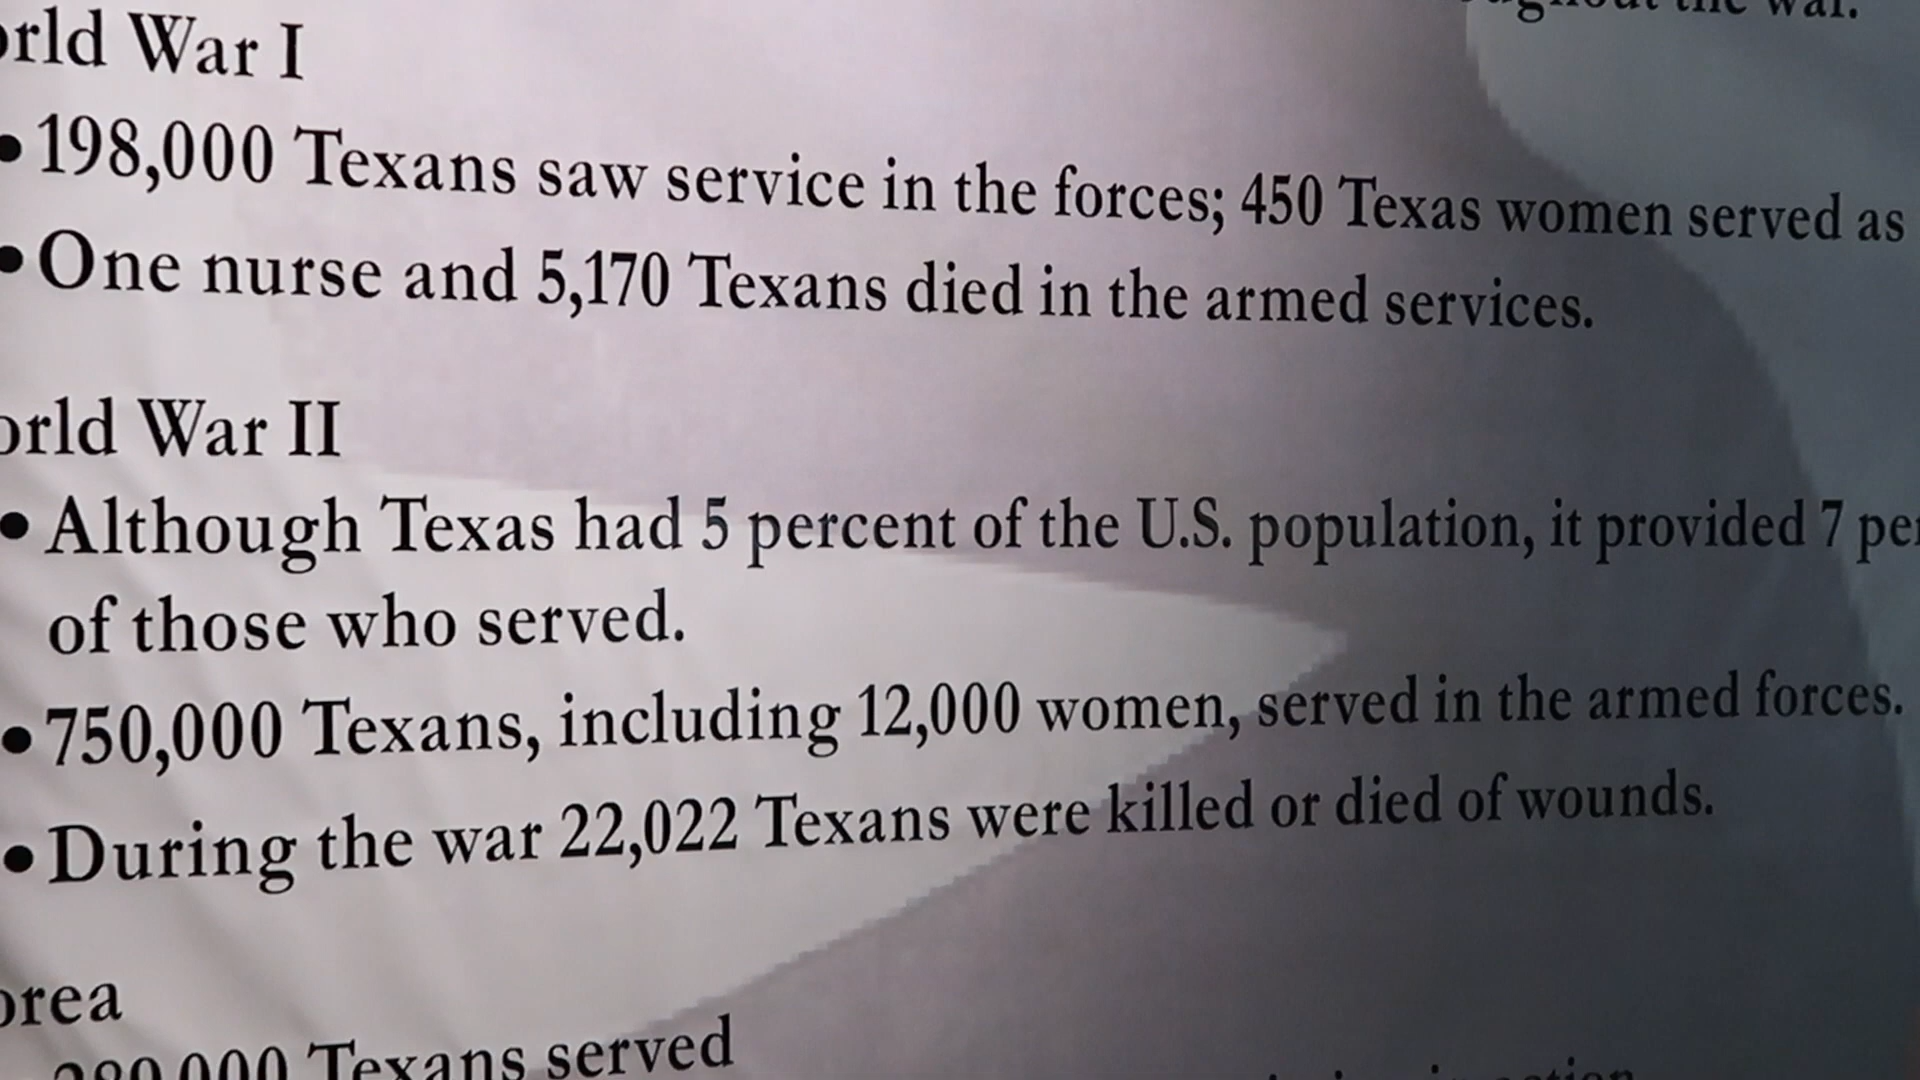 the war.
orld War I
• 198,000 Texans saw service in the forces; 450 Texas women served as
• One nurse and 5,170 Texans died in the armed services.
orld War II
• Although Texas had 5 percent of the U.S. population, it provided 7 per
of those who served.
• 750,000 Texans, including 12,000 women, served in the armed forces.
• During the war 22,022 Texans were killed or died of wounds.
orea
Texans served